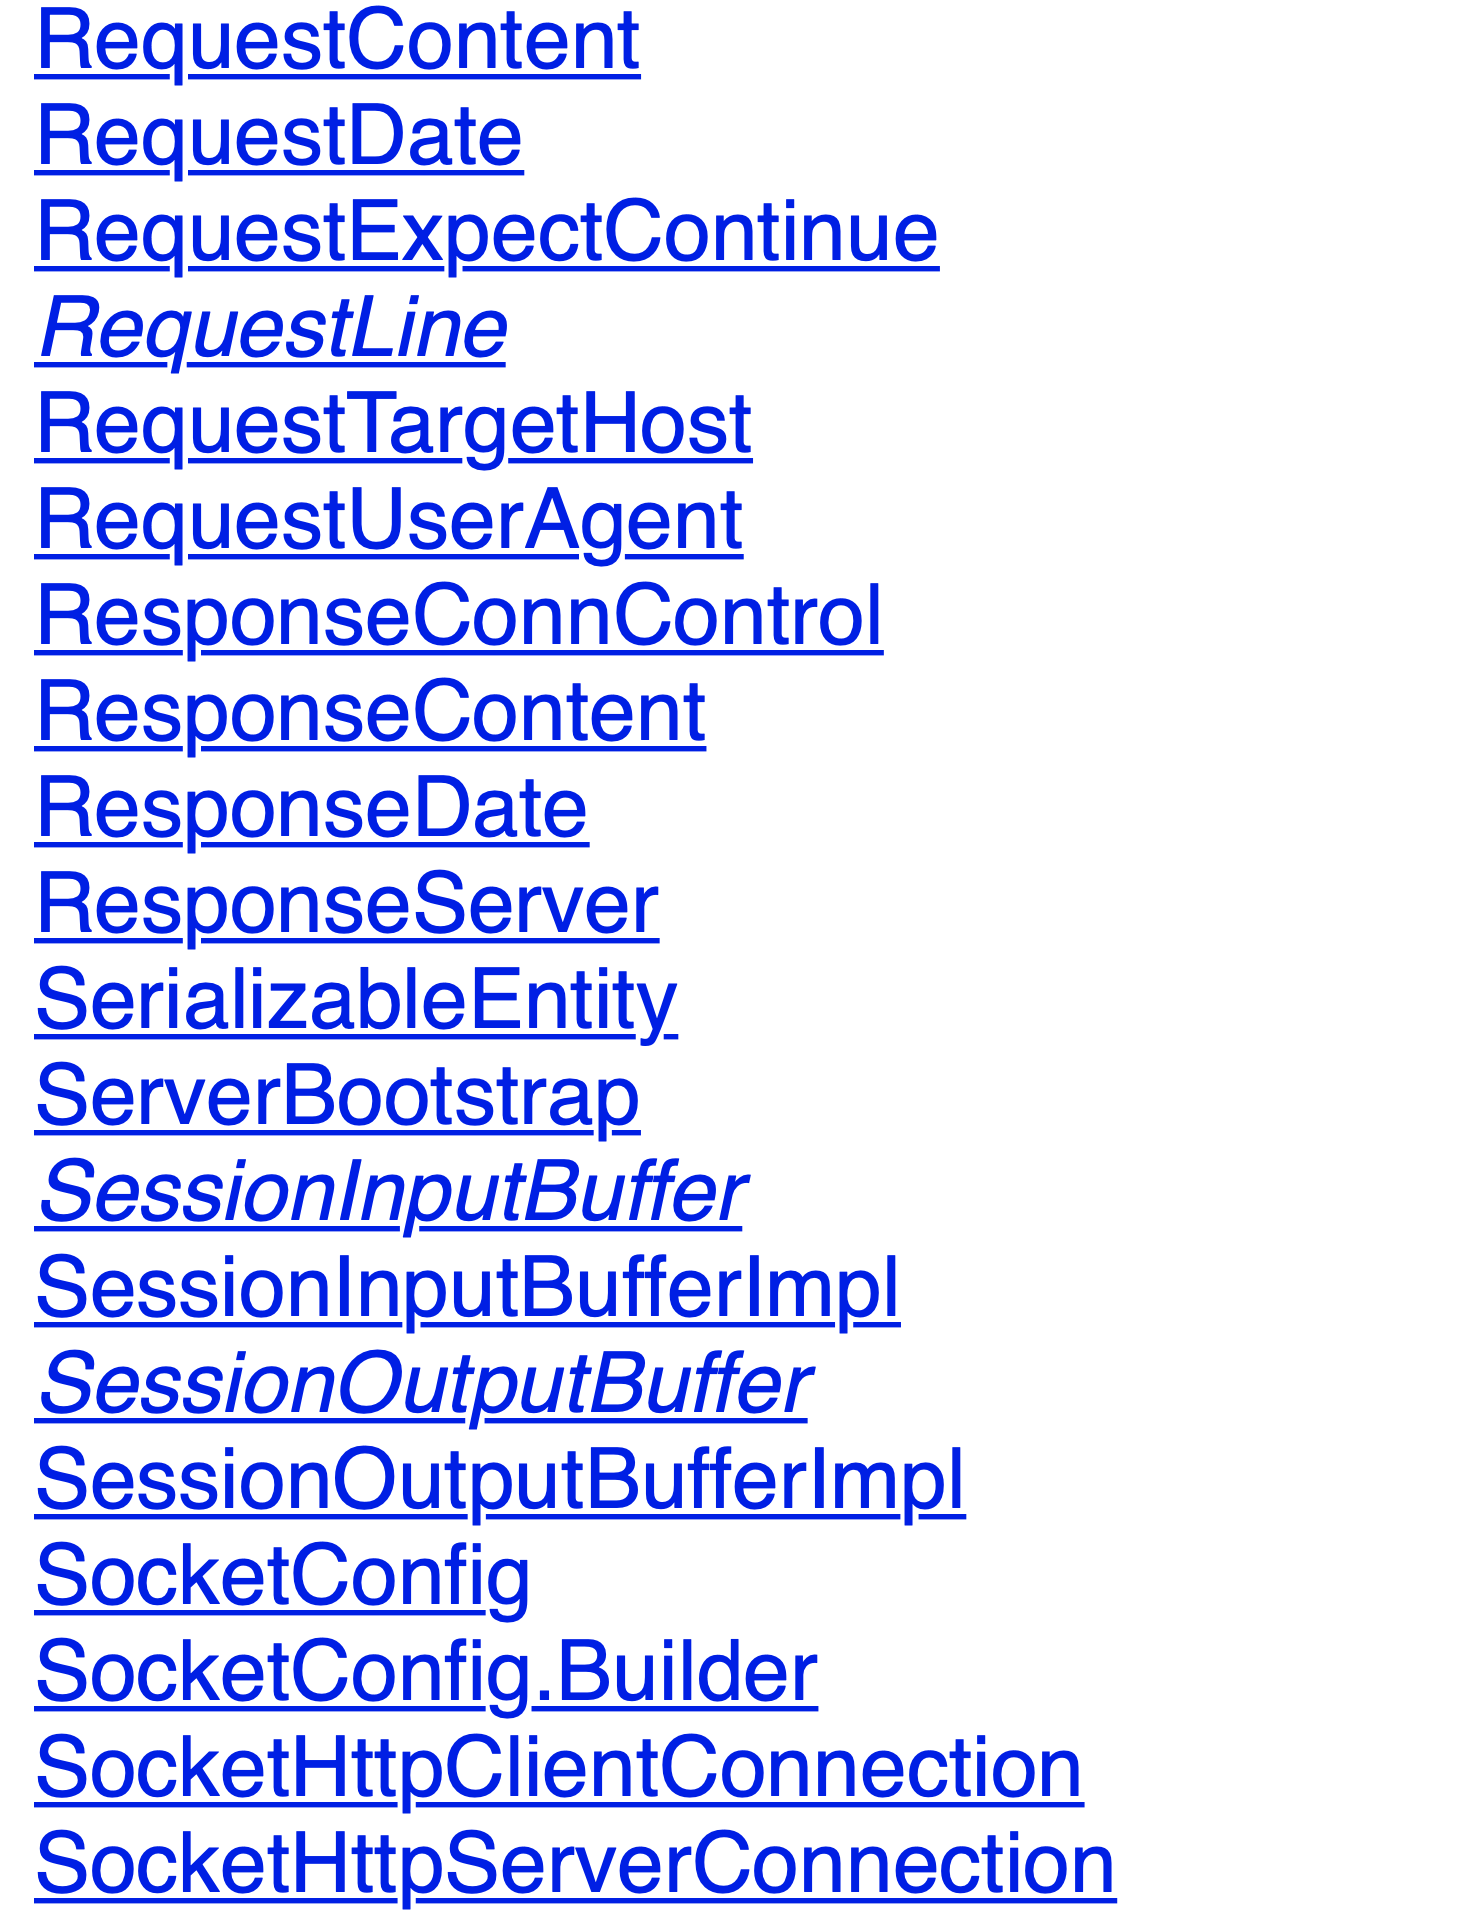 RequestContent
RequestDate
RequestExpectContinue
RequestLine
RequestTargetHost
RequestUserAgent
ResponseConnControl
ResponseContent
ResponseDate
ResponseServer
SerializableEntity
ServerBootstrap
SessionInputBuffer
SessionInputBufferImpl
SessionOutputBuffer
SessionOutputBufferImpl
SocketConfig
SocketConfig.Builder
SocketHttpClientConnection
SocketHttpServerConnection